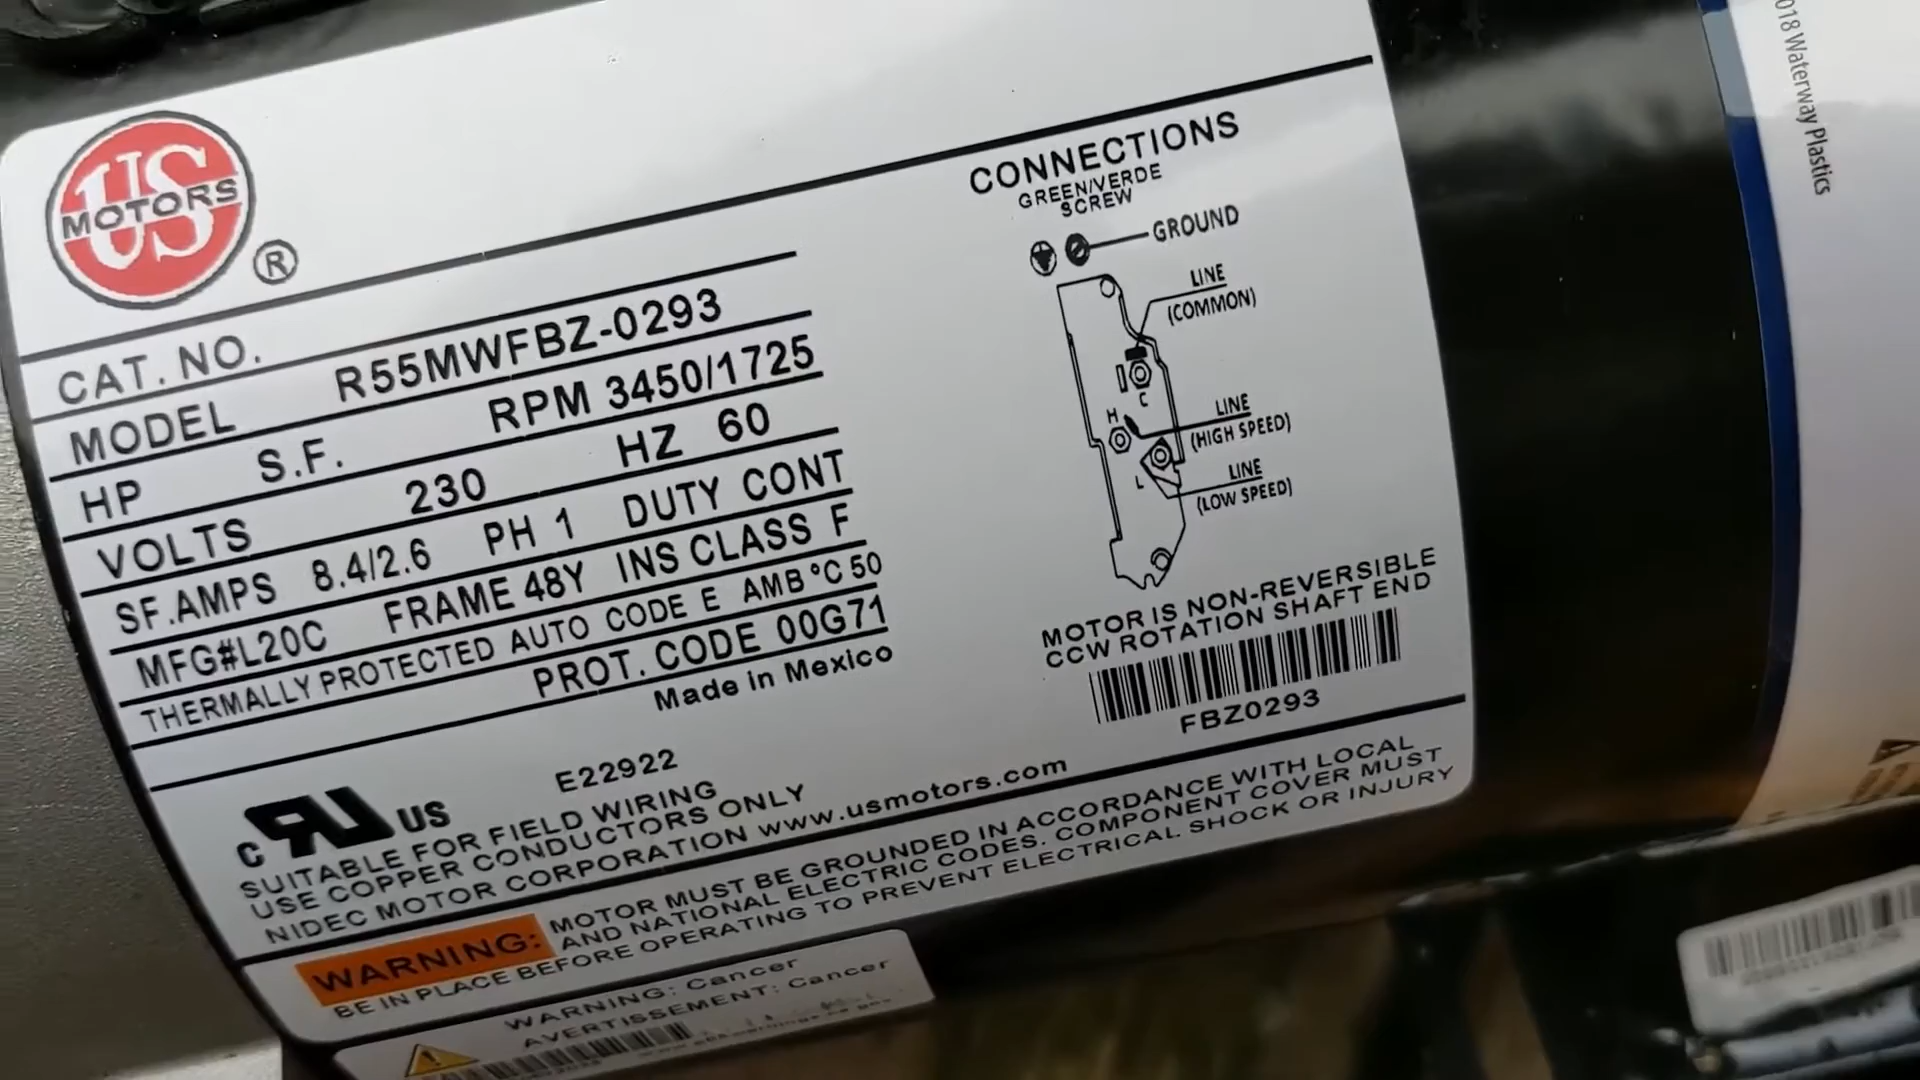 US
MOTORS
®
CAT. NO.
MODEL R55MWFBZ-0293
HP S.F. RPM 3450/1725
VOLTS 230 HZ 60
SF.AMPS 8.4/2.6 PH 1 DUTY CONT
MFG#L20C FRAME 48Y INS CLASS F
THERMALLY PROTECTED AUTO CODE E AMB °C 50
PROT. CODE 00G71
Made in Mexico
CONNECTIONS
GREEN/VERDE
SCREW
GROUND
LINE
(COMMON)
C
H
LINE
(HIGH SPEED)
L
LINE
(LOW SPEED)
MOTOR IS NON-REVERSIBLE
CCW ROTATION SHAFT END
FBZ0293
C RU US E22922
SUITABLE FOR FIELD WIRING
USE COPPER CONDUCTORS ONLY
NIDEC MOTOR CORPORATION www.usmotors.com
WARNING: MOTOR MUST BE GROUNDED IN ACCORDANCE WITH LOCAL
AND NATIONAL ELECTRIC CODES. COMPONENT COVER MUST
BE IN PLACE BEFORE OPERATING TO PREVENT ELECTRICAL SHOCK OR INJURY
WARNING: Cancer
AVERTISSEMENT: Cancer
018 Waterway Plastics